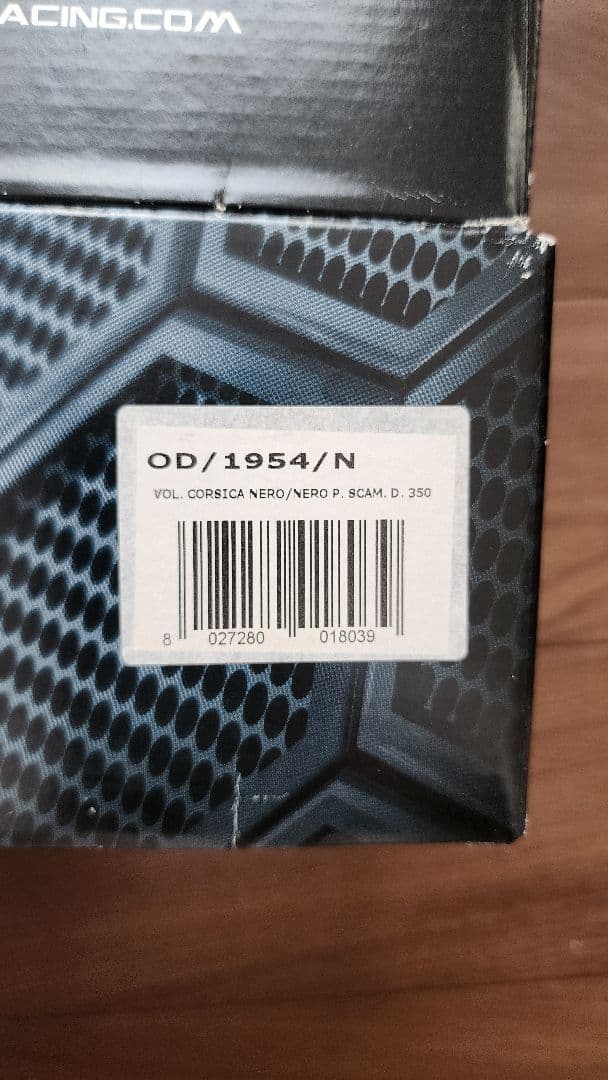 ACING.COM
OD/1954/N
VOL. CORSICA NERO/NERO P. SCAM. D. 350
8 027280 018039